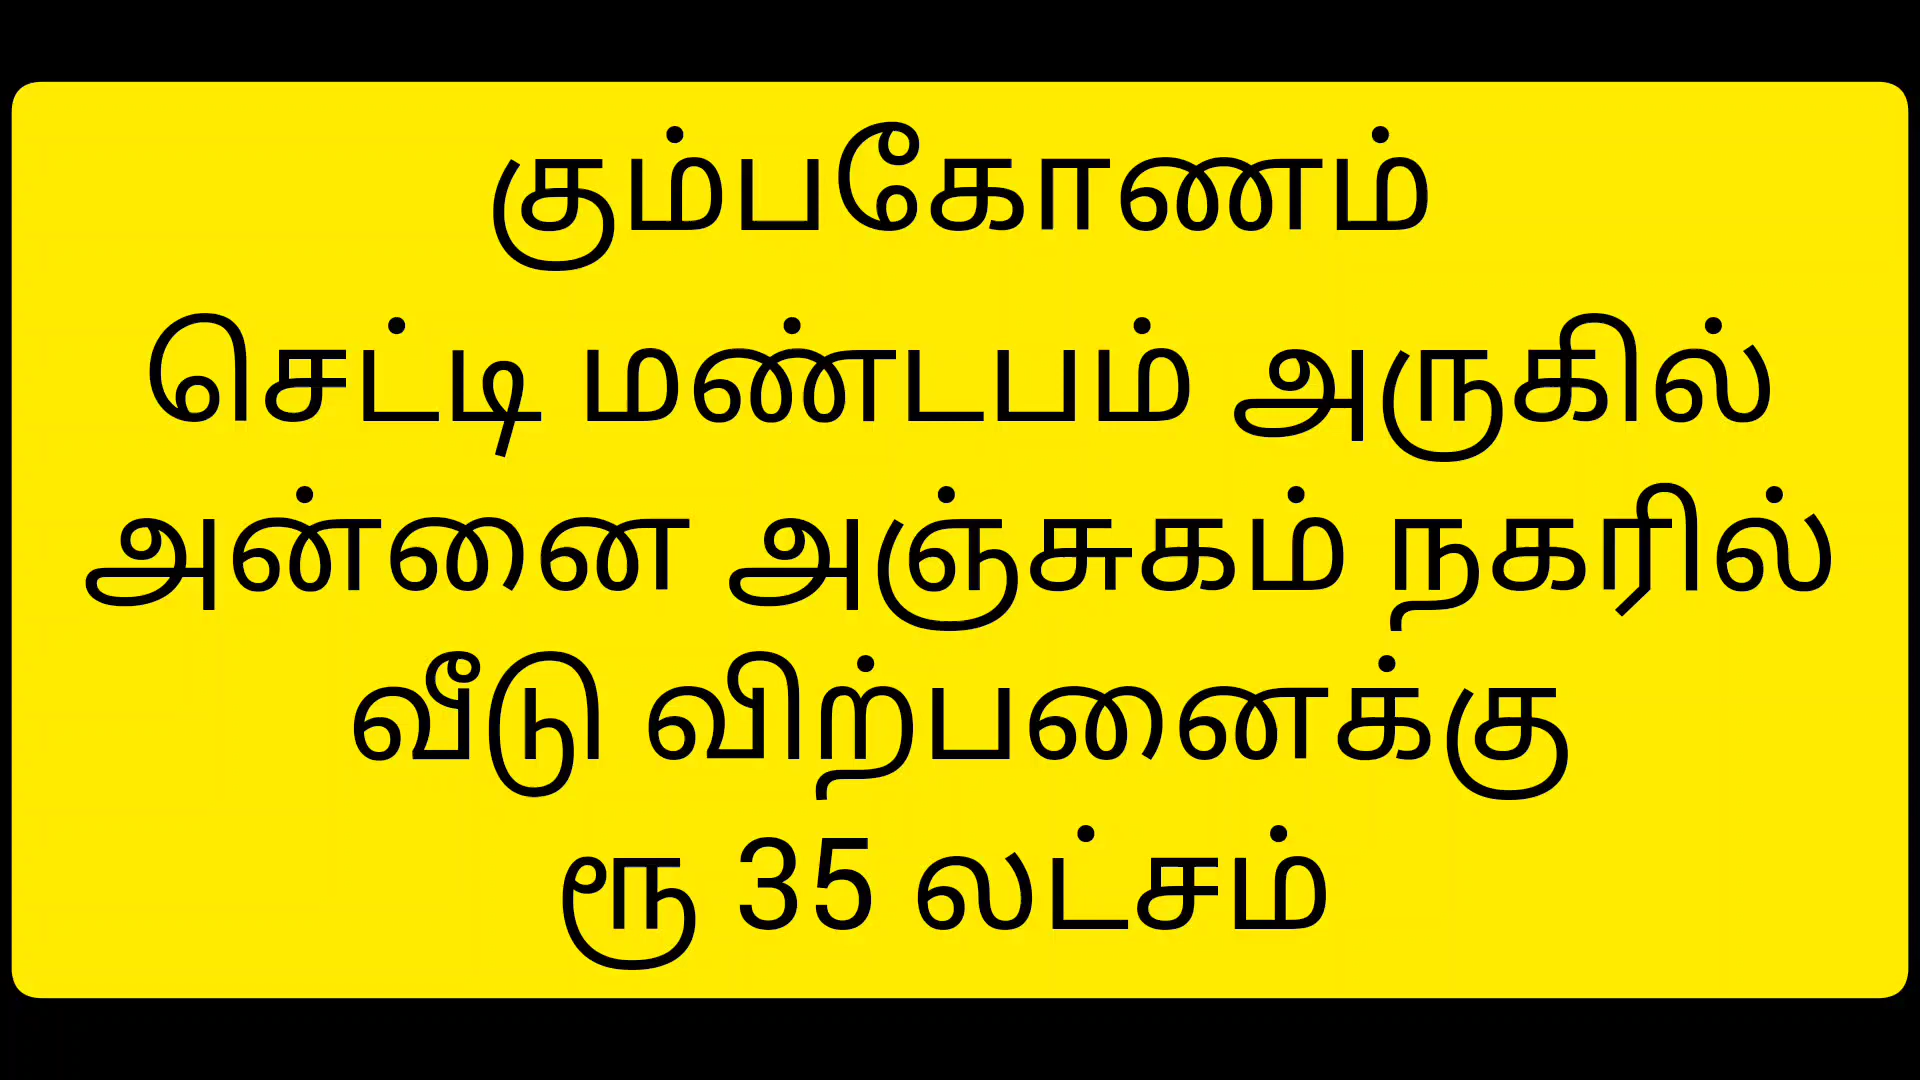 கும்பகோணம்
செட்டி மண்டபம் அருகில்
அன்னை அஞ்சுகம் நகரில்
வீடு விற்பனைக்கு
ரூ 35 லட்சம்